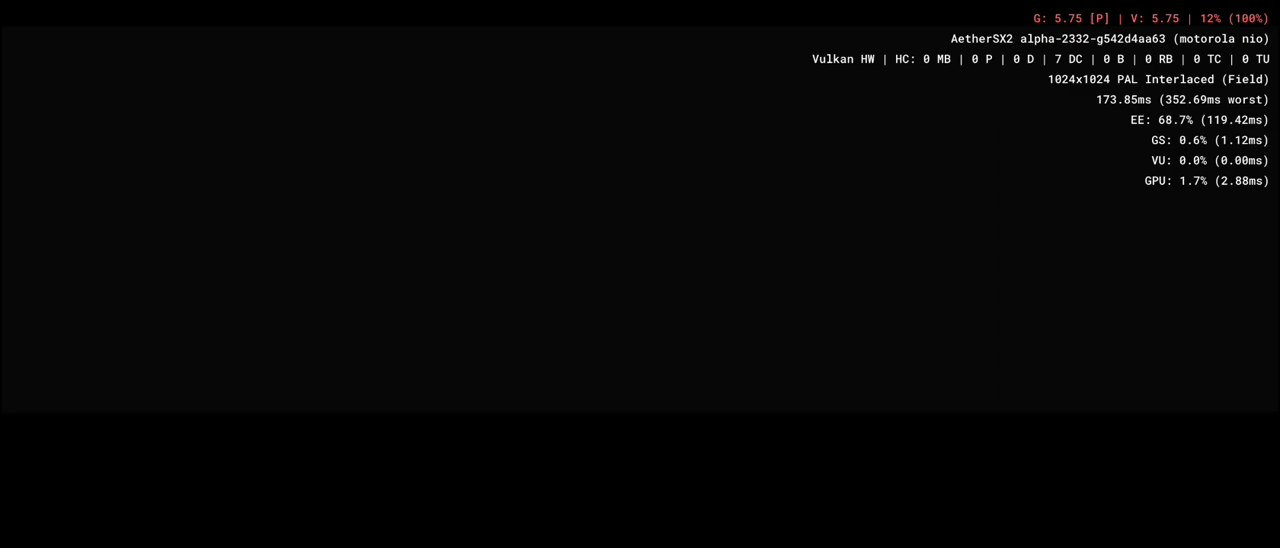 G: 5.75 [P] | V: 5.75 | 12% (100%)
AetherSX2 alpha-2332-g542d4aa63 (motorola nio)
Vulkan HW | HC: 0 MB | 0 P | 0 D | 7 DC | 0 B | 0 RB | 0 TC | 0 TU
1024x1024 PAL Interlaced (Field)
173.85ms (352.69ms worst)
EE: 68.7% (119.42ms)
GS: 0.6% (1.12ms)
VU: 0.0% (0.00ms)
GPU: 1.7% (2.88ms)